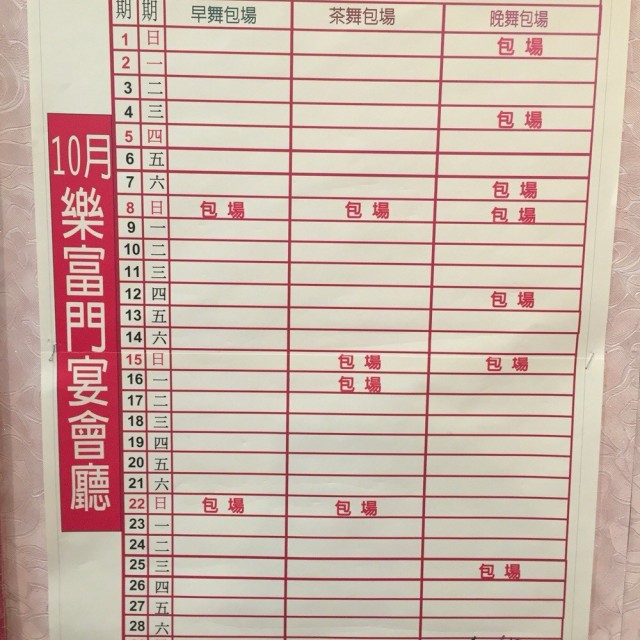 10月樂富門宴會廳
期 期 早舞包場 茶舞包場 晚舞包場
1 日 包場
2 一
3 二
4 三 包場
5 四
6 五
7 六 包場
8 日 包場 包場 包場
9 一
10 二
11 三
12 四 包場
13 五
14 六
15 日 包場 包場
16 一 包場
17 二
18 三
19 四
20 五
21 六
22 日 包場 包場
23 一
24 二
25 三 包場
26 四
27 五
28 六